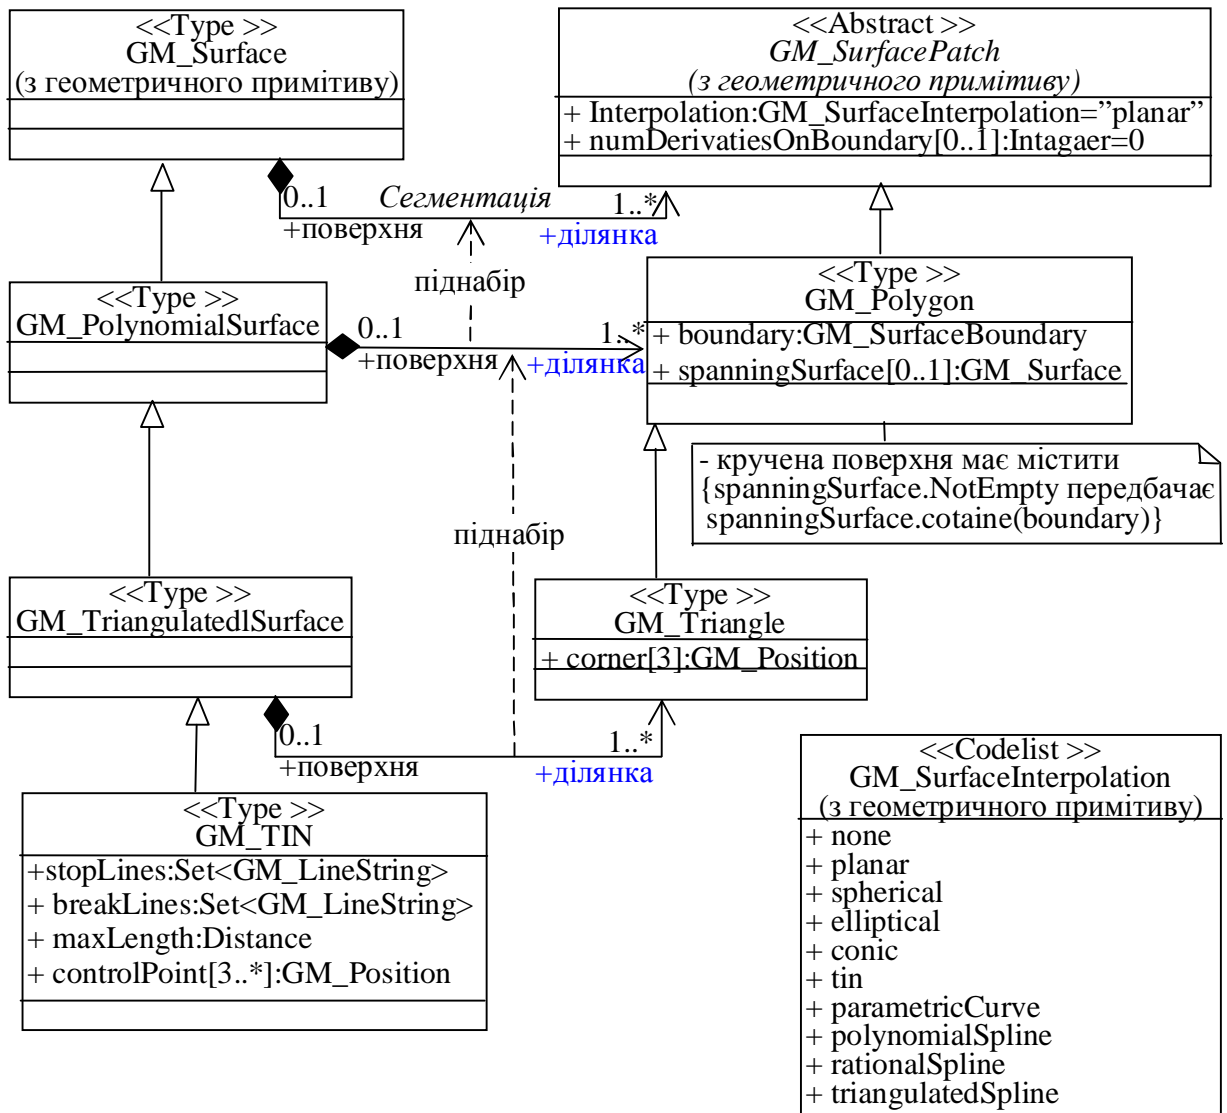 <<Type >>
GM_Surface
(з геометричного примітиву)
<<Abstract >>
GM_SurfacePatch
(з геометричного примітиву)
+ Interpolation:GM_SurfaceInterpolation=”planar”
+ numDerivatiesOnBoundary[0..1]:Intagaer=0
0..1
Сегментація
1..*
+поверхня
+ділянка
піднабір
<<Type >>
GM_PolynomialSurface
0..1
1..*
+поверхня
+ділянка
<<Type >>
GM_Polygon
+ boundary:GM_SurfaceBoundary
+ spanningSurface[0..1]:GM_Surface
- кручена поверхня має містити
{spanningSurface.NotEmpty передбачає
spanningSurface.cotaine(boundary)}
піднабір
<<Type >>
GM_TriangulatedlSurface
<<Type >>
GM_Triangle
+ corner[3]:GM_Position
0..1
1..*
+поверхня
+ділянка
<<Type >>
GM_TIN
+stopLines:Set<GM_LineString>
+ breakLines:Set<GM_LineString>
+ maxLength:Distance
+ controlPoint[3..*]:GM_Position
<<Codelist >>
GM_SurfaceInterpolation
(з геометричного примітиву)
+ none
+ planar
+ spherical
+ elliptical
+ conic
+ tin
+ parametricCurve
+ polynomialSpline
+ rationalSpline
+ triangulatedSpline